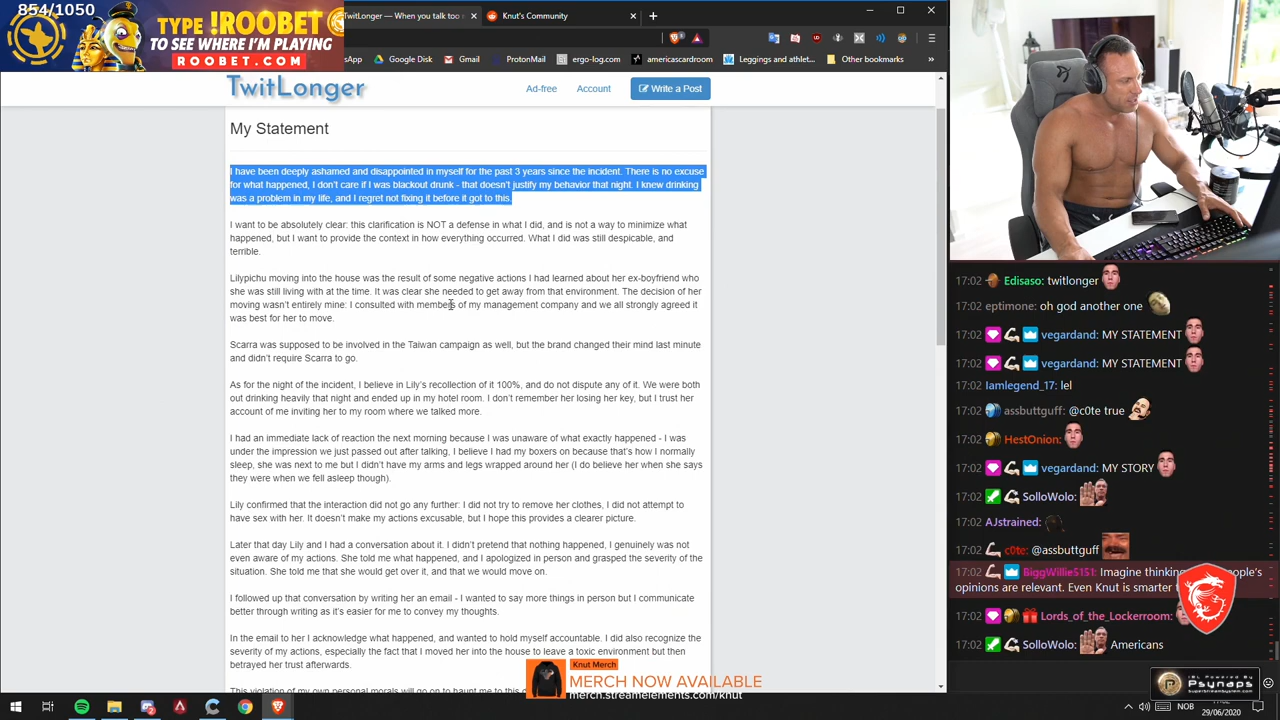 854/1050
TYPE !ROOBET
TO SEE WHERE I'M PLAYING
ROOBET.COM
TwitLonger — When you talk too m
Knut's Community
Google Disk
Gmail
ProtonMail
ergo-log.com
americascardroom
Leggings and athlet...
Other bookmarks
TwitLonger
Ad-free
Account
Write a Post
My Statement
I have been deeply ashamed and disappointed in myself for the past 3 years since the incident. There is no excuse
for what happened, I don't care if I was blackout drunk - that doesn't justify my behavior that night. I knew drinking
was a problem in my life, and I regret not fixing it before it got to this.
I want to be absolutely clear: this clarification is NOT a defense in what I did, and is not a way to minimize what
happened, but I want to provide the context in how everything occurred. What I did was still despicable, and
terrible.
Lilypichu moving into the house was the result of some negative actions I had learned about her ex-boyfriend who
she was still living with at the time. It was clear she needed to get away from that environment. The decision of her
moving wasn't entirely mine: I consulted with members of my management company and we all strongly agreed it
was best for her to move.
Scarra was supposed to be involved in the Taiwan campaign as well, but the brand changed their mind last minute
and didn't require Scarra to go.
As for the night of the incident, I believe in Lily's recollection of it 100%, and do not dispute any of it. We were both
out drinking heavily that night and ended up in my hotel room. I don't remember her losing her key, but I trust her
account of me inviting her to my room where we talked more.
I had an immediate lack of reaction the next morning because I was unaware of what exactly happened - I was
under the impression we just passed out after talking, I believe I had my boxers on because that's how I normally
sleep, she was next to me but I didn't have my arms and legs wrapped around her (I do believe her when she says
they were when we fell asleep though).
Lily confirmed that the interaction did not go any further: I did not try to remove her clothes, I did not attempt to
have sex with her. It doesn't make my actions excusable, but I hope this provides a clearer picture.
Later that day Lily and I had a conversation about it. I didn't pretend that nothing happened, I genuinely was not
even aware of my actions. She told me what happened, and I apologized in person and grasped the severity of the
situation. She told me that she would get over it, and that we would move on.
I followed up that conversation by writing her an email - I wanted to say more things in person but I communicate
better through writing as it's easier for me to convey my thoughts.
In the email to her I acknowledge what happened, and wanted to hold myself accountable. I did also recognize the
severity of my actions, especially the fact that I moved her into the house to leave a toxic environment but then
betrayed her trust afterwards.
This violation of my own personal morals will go on to haunt me to this
Knut Merch
MERCH NOW AVAILABLE
merch.streamelements.com/knut
17:02 Edisaso: twitlonger
17:02 eptimone: oh god another one
17:02 vegardand: MY STATEMENT
17:02 vegardand: MY STATEMENT
17:02 Iamlegend_17: lel
17:02 assbuttguff: @c0te true
17:02 HestOnion:
17:02 vegardand: MY STORY
17:02 SolloWolo:
17:02 AJstrained:
17:02 c0te: @assbuttguff
17:02 BiggWillie5151: Imagine thinking people's
opinions are relevant. Even Knut is smarter
17:02 Lords_of_the_Lockerroom:
17:02 SolloWolo: Americans
Psynaps
NOB
17:02
29/06/2020